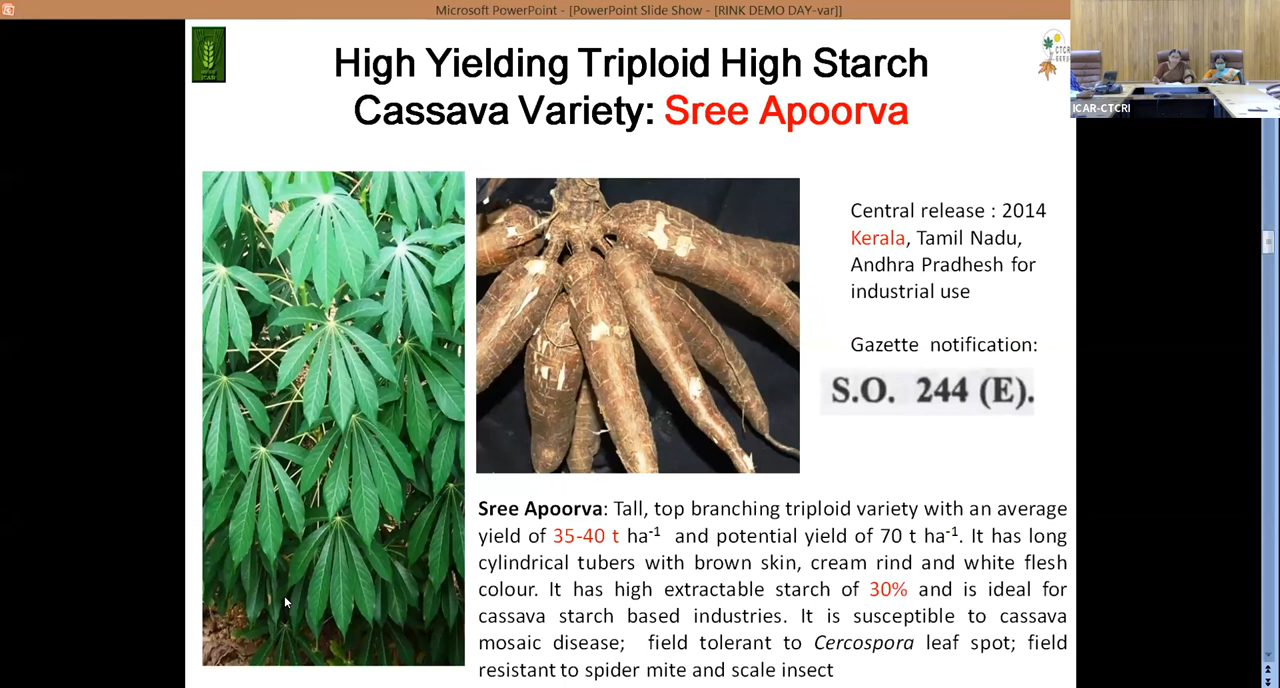 Microsoft PowerPoint - [PowerPoint Slide Show - [RINK DEMO DAY-var]]
High Yielding Triploid High Starch
Cassava Variety: Sree Apoorva
ICAR-CTCRI
Central release : 2014
Kerala, Tamil Nadu,
Andhra Pradhesh for
industrial use
Gazette notification:
S.O. 244 (E).
Sree Apoorva: Tall, top branching triploid variety with an average
yield of 35-40 t ha⁻¹ and potential yield of 70 t ha⁻¹. It has long
cylindrical tubers with brown skin, cream rind and white flesh
colour. It has high extractable starch of 30% and is ideal for
cassava starch based industries. It is susceptible to cassava
mosaic disease; field tolerant to Cercospora leaf spot; field
resistant to spider mite and scale insect